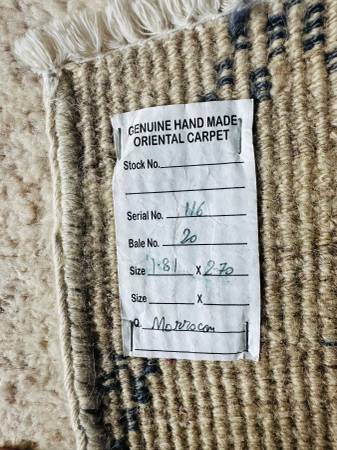 GENUINE HAND MADE
ORIENTAL CARPET
Stock No.
Serial No. 116
Bale No. 20
Size 1.81 X 2.70
Size X
Q. Morrocan